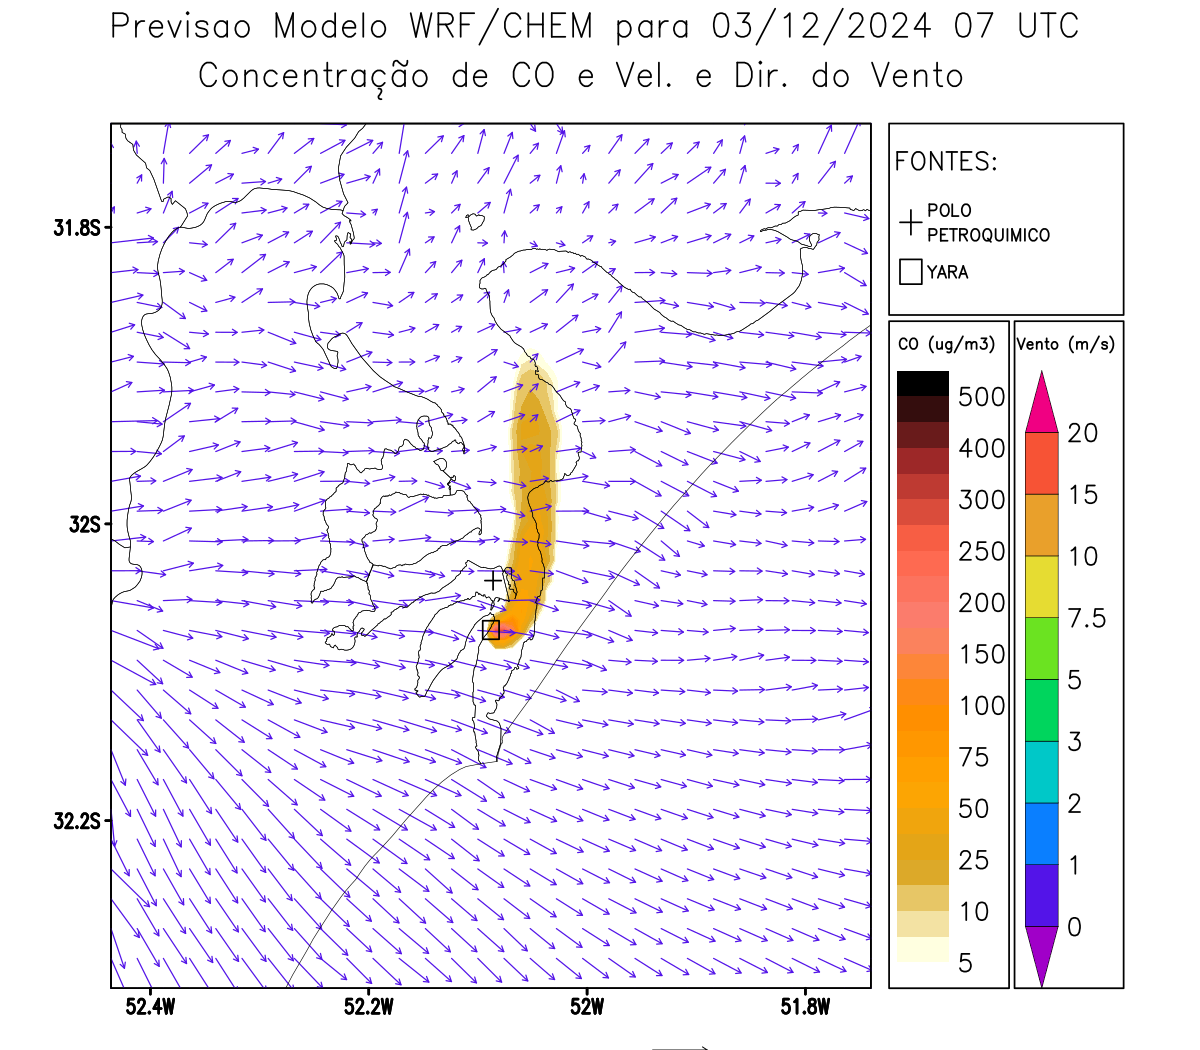 Previsao Modelo WRF/CHEM para 03/12/2024 07 UTC
Concentração de CO e Vel. e Dir. do Vento
FONTES:
POLO
PETROQUIMICO
YARA
CO (ug/m3)
500
400
300
250
200
150
100
75
50
25
10
5
Vento (m/s)
20
15
10
7.5
5
3
2
1
0
31.8S
32S
32.2S
52.4W
52.2W
52W
51.8W